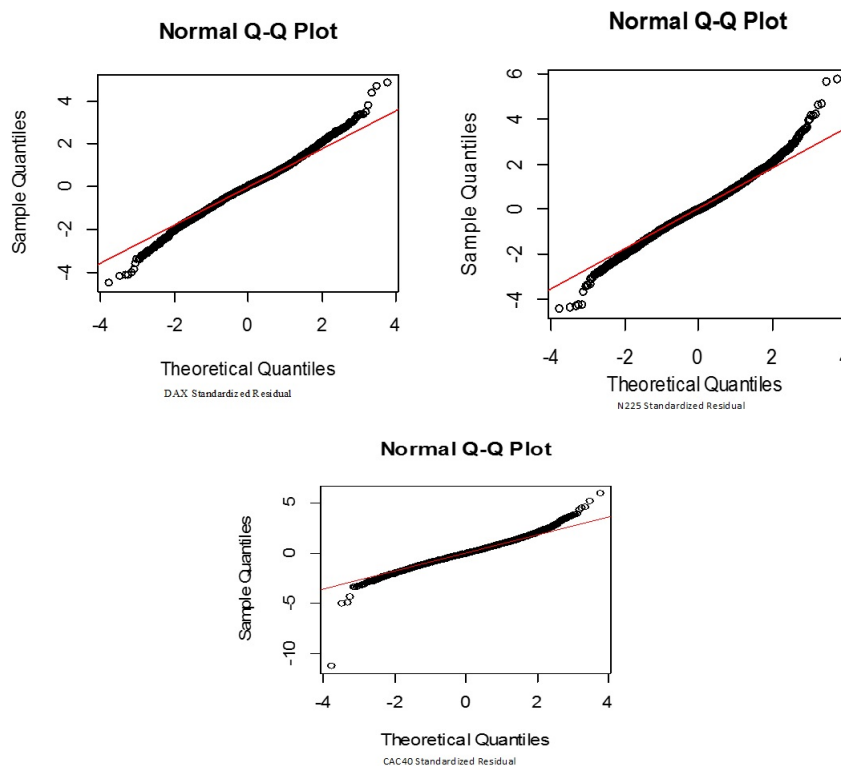 Normal Q-Q Plot
Sample Quantiles
4
2
0
-2
-4
-4 -2 0 2 4
Theoretical Quantiles
DAX Standardized Residual
Normal Q-Q Plot
Sample Quantiles
6
4
2
0
-2
-4
-4 -2 0 2 4
Theoretical Quantiles
N225 Standardized Residual
Normal Q-Q Plot
Sample Quantiles
5
0
-5
-10
-4 -2 0 2 4
Theoretical Quantiles
CAC40 Standardized Residual